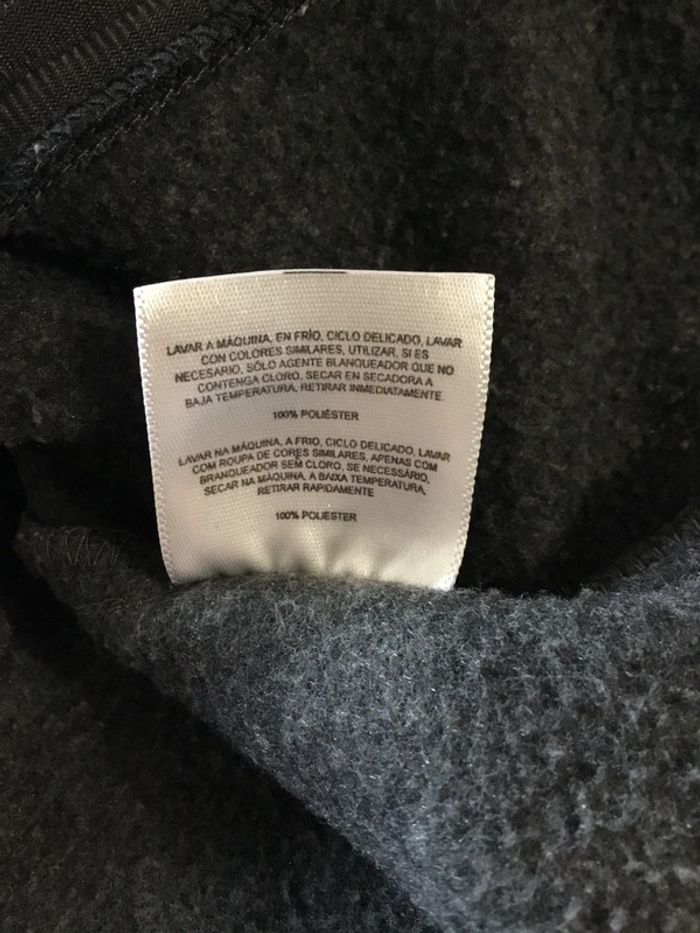 LAVAR A MÁQUINA, EN FRÍO, CICLO DELICADO, LAVAR
CON COLORES SIMILARES, UTILIZAR, SI ES
NECESARIO, SÓLO AGENTE BLANQUEADOR QUE NO
CONTENGA CLORO, SECAR EN SECADORA A
BAJA TEMPERATURA, RETIRAR INMEDIATAMENTE.
100% POLIÉSTER
LAVAR NA MÁQUINA, A FRIO, CICLO DELICADO, LAVAR
COM ROUPA DE CORES SIMILARES, APENAS COM
BRANQUEADOR SEM CLORO, SE NECESSÁRIO,
SECAR NA MÁQUINA, A BAIXA TEMPERATURA,
RETIRAR RAPIDAMENTE
100% POLIESTER